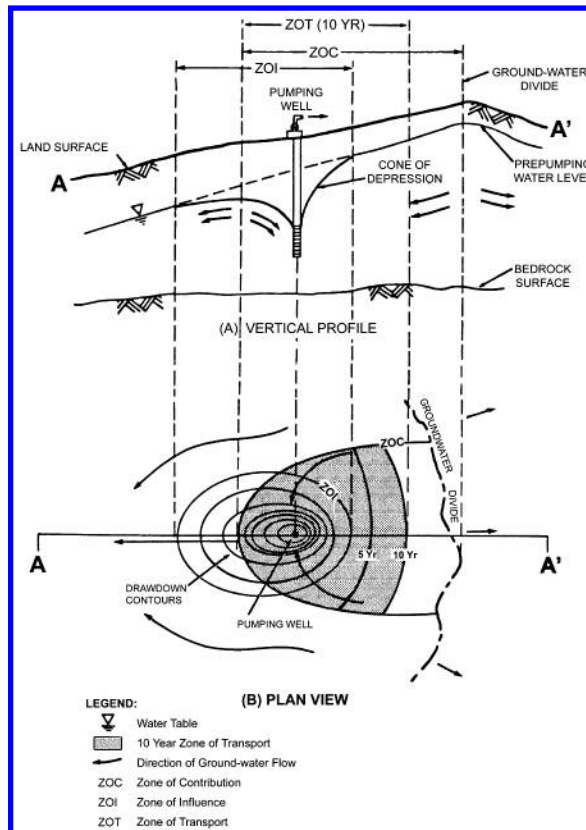 ZOT (10 YR)
ZOC
ZOI
GROUND-WATER
DIVIDE
PUMPING
WELL
A'
LAND SURFACE
CONE OF
DEPRESSION
PREPUMPING
WATER LEVEL
A
BEDROCK
SURFACE
(A) VERTICAL PROFILE
GROUNDWATER
DIVIDE
ZOC
ZOI
5 Yr
10 Yr
A
A'
DRAWDOWN
CONTOURS
PUMPING WELL
(B) PLAN VIEW
LEGEND:
Water Table
10 Year Zone of Transport
Direction of Ground-water Flow
ZOC Zone of Contribution
ZOI Zone of Influence
ZOT Zone of Transport